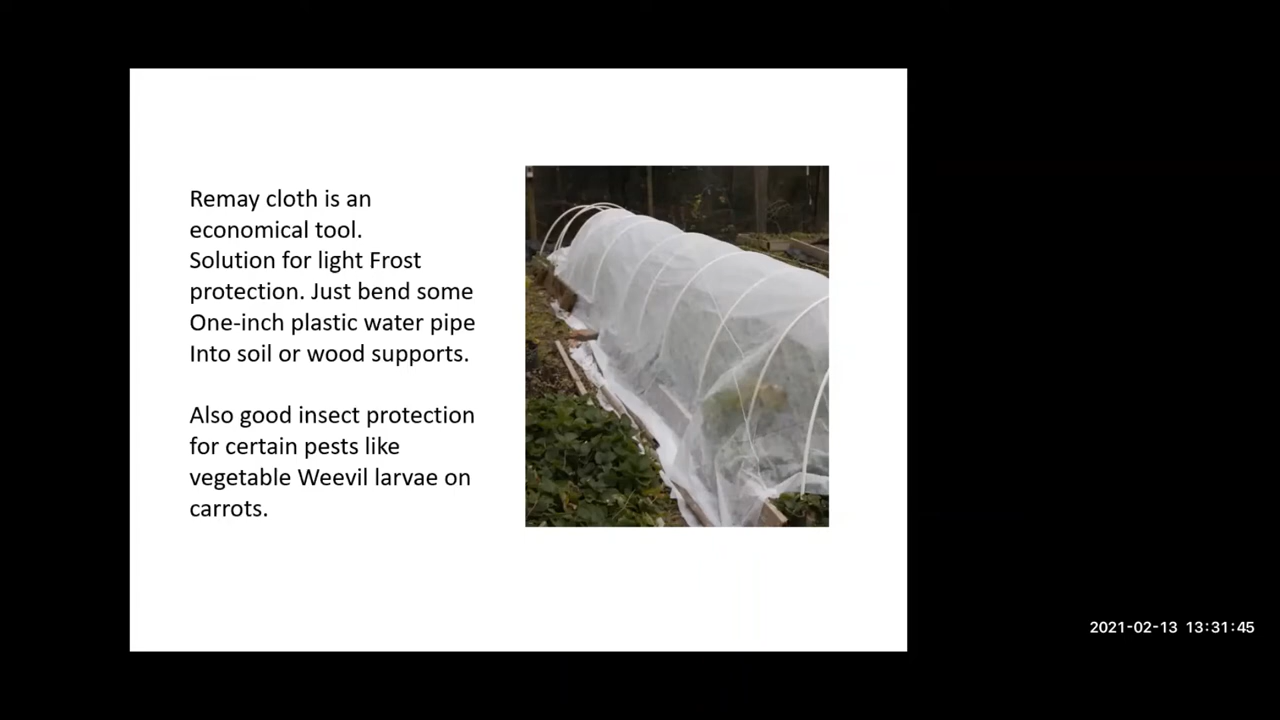 Remay cloth is an
economical tool.
Solution for light Frost
protection. Just bend some
One-inch plastic water pipe
Into soil or wood supports.
Also good insect protection
for certain pests like
vegetable Weevil larvae on
carrots.
2021-02-13 13:31:45